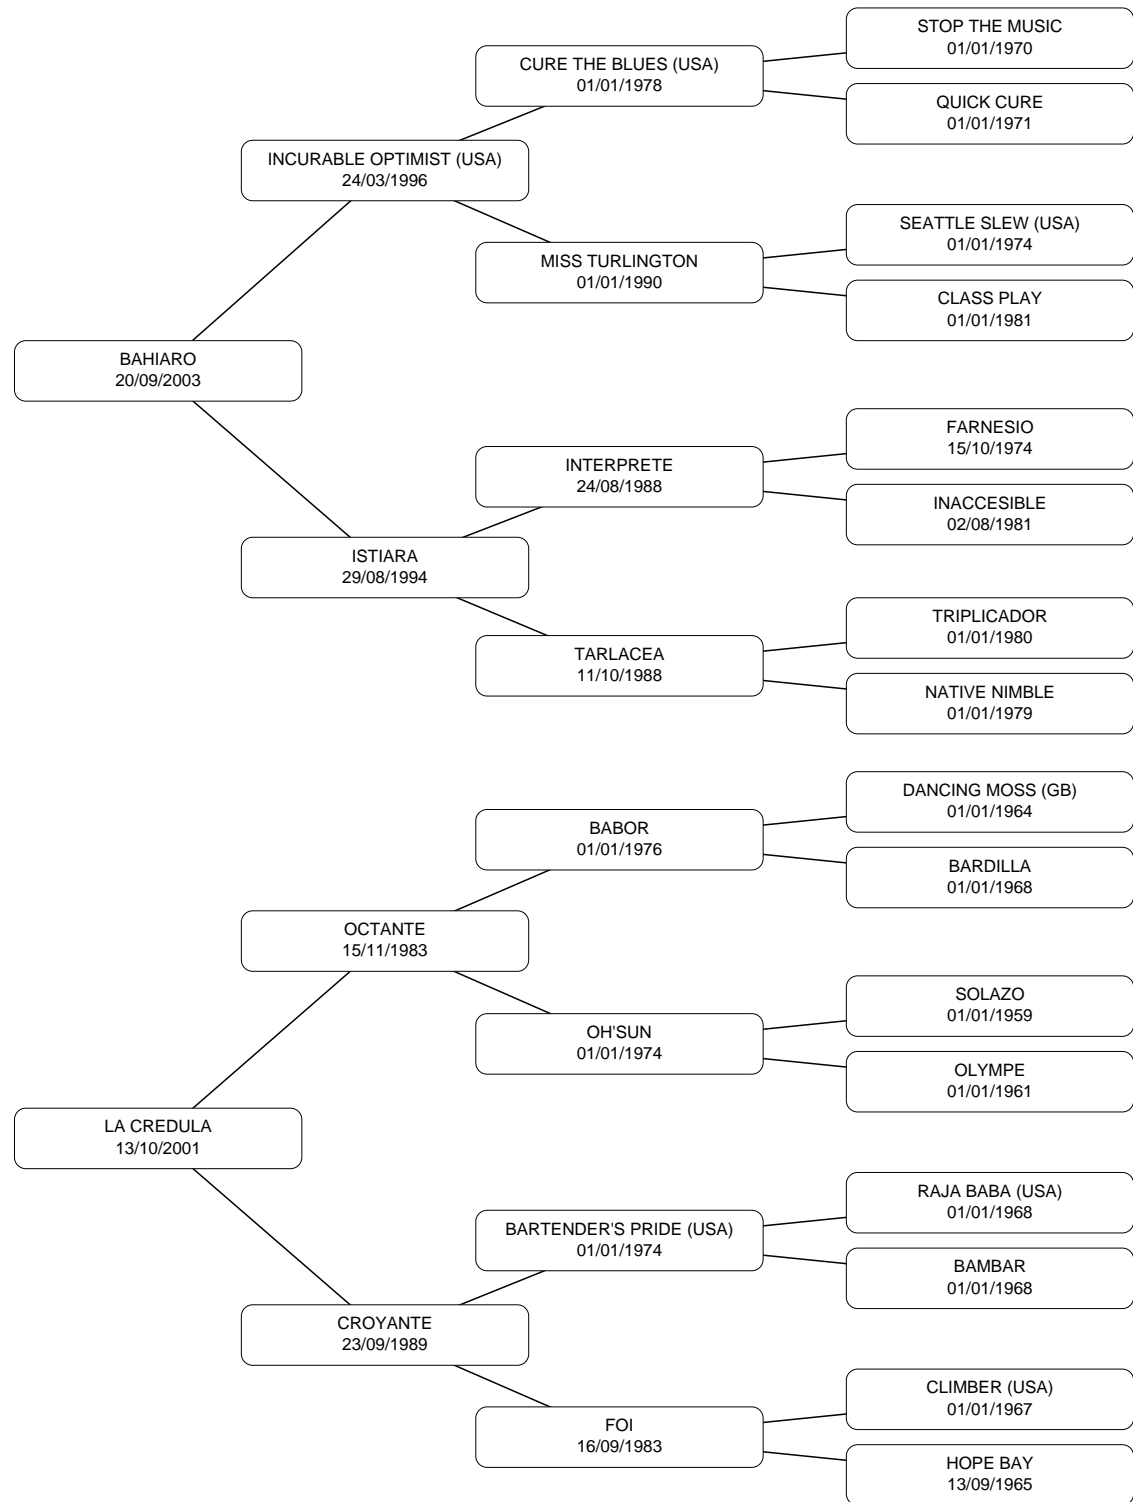 STOP THE MUSIC
01/01/1970
CURE THE BLUES (USA)
01/01/1978
QUICK CURE
01/01/1971
INCURABLE OPTIMIST (USA)
24/03/1996
SEATTLE SLEW (USA)
01/01/1974
MISS TURLINGTON
01/01/1990
CLASS PLAY
01/01/1981
BAHIARO
20/09/2003
FARNESIO
15/10/1974
INTERPRETE
24/08/1988
INACCESIBLE
02/08/1981
ISTIARA
29/08/1994
TRIPLICADOR
01/01/1980
TARLACEA
11/10/1988
NATIVE NIMBLE
01/01/1979
DANCING MOSS (GB)
01/01/1964
BABOR
01/01/1976
BARDILLA
01/01/1968
OCTANTE
15/11/1983
SOLAZO
01/01/1959
OH'SUN
01/01/1974
OLYMPE
01/01/1961
LA CREDULA
13/10/2001
RAJA BABA (USA)
01/01/1968
BARTENDER'S PRIDE (USA)
01/01/1974
BAMBAR
01/01/1968
CROYANTE
23/09/1989
CLIMBER (USA)
01/01/1967
FOI
16/09/1983
HOPE BAY
13/09/1965